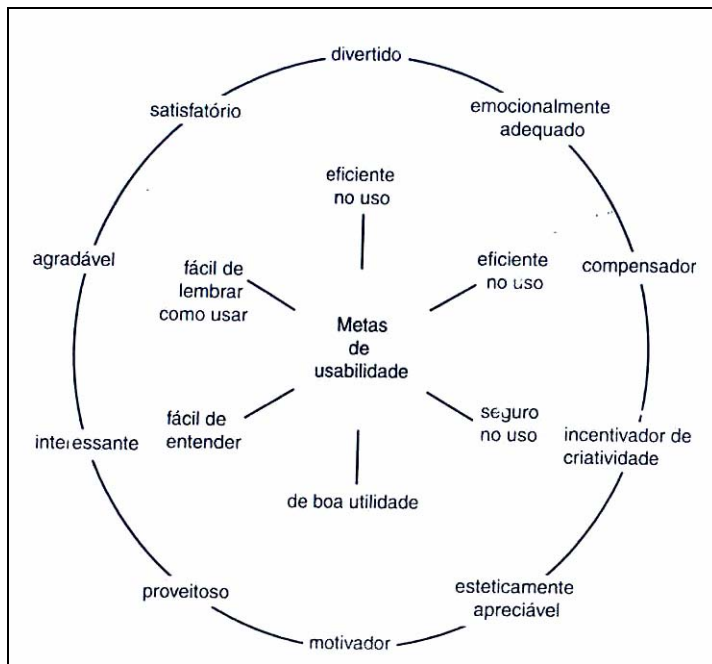 divertido
satisfatório
emocionalmente
adequado
eficiente
no uso
agradável
fácil de
lembrar
como usar
eficiente
no uso
compensador
Metas
de
usabilidade
interessante
fácil de
entender
seguro
no uso
incentivador de
criatividade
de boa utilidade
proveitoso
esteticamente
apreciável
motivador